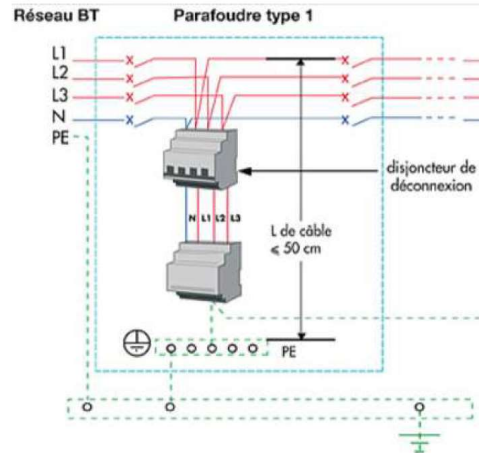 Réseau BT
Parafoudre type 1
L1
L2
L3
N
PE
disjoncteur de
déconnexion
N L1 L2 L3
L de câble
⩽ 50 cm
PE